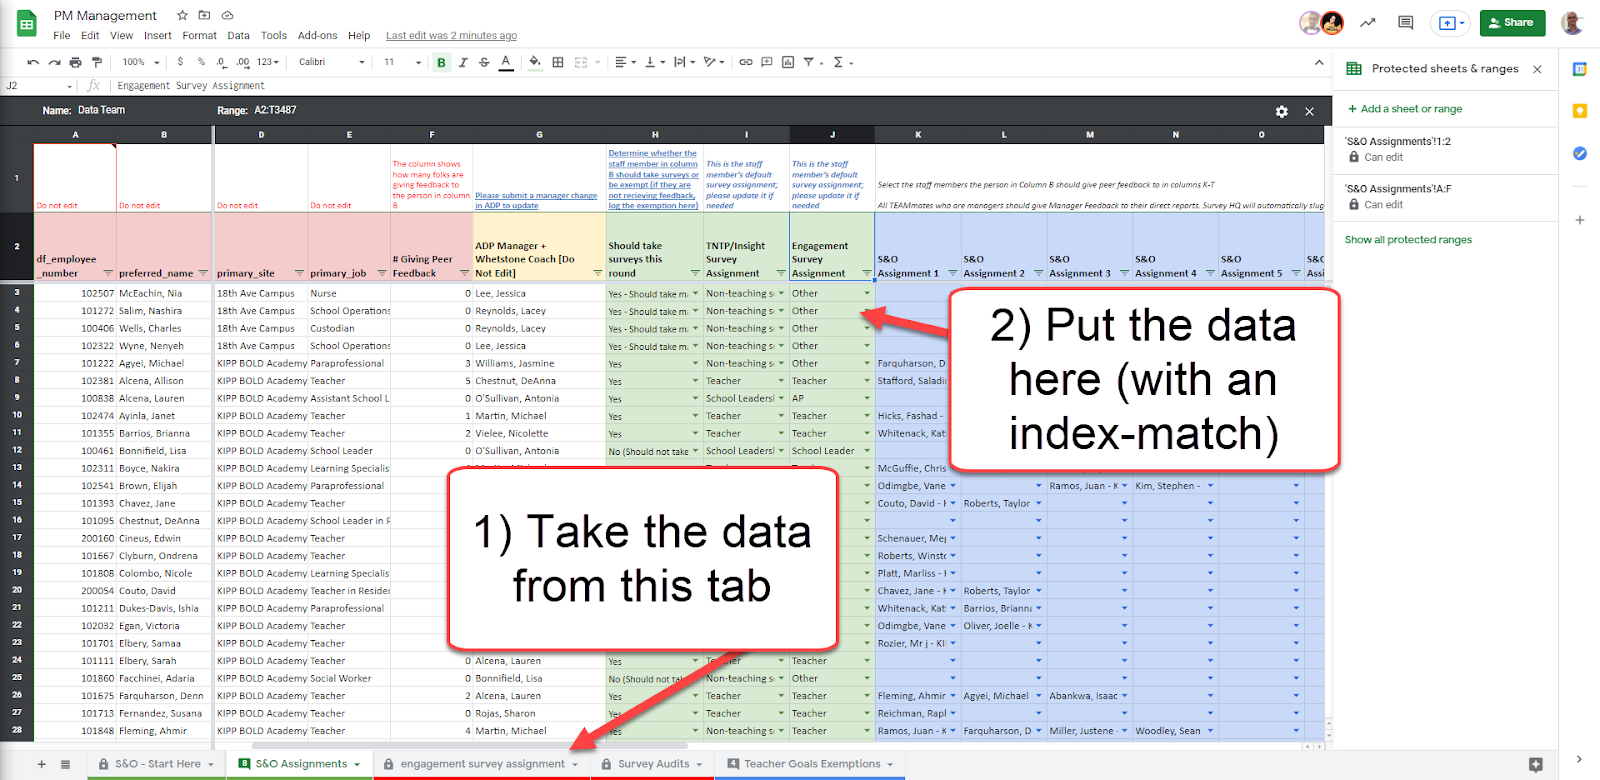 PM Management
File Edit View Insert Format Data Tools Add-ons Help Last edit was 2 minutes ago
Share
100% $ % .0 .00 123 Calibri 11 B I S A
J2 fx Engagement Survey Assignment
Name: Data Team Range: A2:T3487
A B D E F G H I J K L M N O
1
Do not edit
Do not edit
Do not edit
Do not edit
The column shows
how many folks are
giving feedback to
the person in column
B
Please submit a manager change
in ADP to update
Determine whether the
staff member in column
B should take surveys or
be exempt (if they are
not recieving feedback,
log the exemption here)
This is the staff
member's default
survey assignment;
please update it if
needed
This is the staff
member's default
survey assignment;
please update it if
needed
Select the staff members the person in Column B should give peer feedback to in columns K-T
All TEAMmates who are managers should give Manager Feedback to their direct reports. Survey HQ will automatically slug
2
df_employee
_number
preferred_name
primary_site
primary_job
# Giving Peer
Feedback
ADP Manager +
Whetstone Coach [Do
Not Edit]
Should take
surveys this
round
TNTP/Insight
Survey
Assignment
Engagement
Survey
Assignment
S&O
Assignment 1
S&O
Assignment 2
S&O
Assignment 3
S&O
Assignment 4
S&O
Assignment 5
S&O
Assi
3 102507 McEachin, Nia 18th Ave Campus Nurse 0 Lee, Jessica Yes - Should take m Non-teaching s Other
4 101272 Salim, Nashira 18th Ave Campus School Operations 0 Reynolds, Lacey Yes - Should take m Non-teaching s Other
5 100406 Wells, Charles 18th Ave Campus Custodian 0 Reynolds, Lacey Yes - Should take m Non-teaching s Other
6 102322 Wyne, Nenyeh 18th Ave Campus School Operations 0 Lee, Jessica Yes - Should take m Non-teaching s Other
7 101222 Agyei, Michael KIPP BOLD Academy Paraprofessional 3 Williams, Jasmine Yes Non-teaching s Other Farquharson, D
8 102381 Alcena, Allison KIPP BOLD Academy Teacher 5 Chestnut, DeAnna Yes Teacher Teacher Stafford, Saladi
9 100838 Alcena, Lauren KIPP BOLD Academy Assistant School L 0 O'Sullivan, Antonia Yes School Leadersl AP
10 102474 Ayinla, Janet KIPP BOLD Academy Teacher 1 Martin, Michael Yes Teacher Teacher Hicks, Fashad -
11 101355 Barrios, Brianna KIPP BOLD Academy Teacher 2 Vielee, Nicolette Yes Teacher Teacher Whitenack, Kat
12 100461 Bonnifield, Lisa KIPP BOLD Academy School Leader 0 O'Sullivan, Antonia No (Should not take School Leadersl School Leader
13 102311 Boyce, Nakira KIPP BOLD Academy Learning Specialis McGuffie, Chris
14 102541 Brown, Elijah KIPP BOLD Academy Paraprofessional Odimgbe, Vane Ramos, Juan - K Kim, Stephen -
15 101393 Chavez, Jane KIPP BOLD Academy Teacher Couto, David - K Roberts, Taylor
16 101095 Chestnut, DeAnna KIPP BOLD Academy School Leader in R
17 200160 Cineus, Edwin KIPP BOLD Academy Teacher Schenauer, Meg
18 101667 Clyburn, Ondrena KIPP BOLD Academy Teacher Roberts, Winsto
19 101808 Colombo, Nicole KIPP BOLD Academy Learning Specialis Platt, Marliss - K
20 200054 Couto, David KIPP BOLD Academy Teacher in Resider Chavez, Jane - K Roberts, Taylor
21 101211 Dukes-Davis, Ishia KIPP BOLD Academy Paraprofessional Whitenack, Kat Barrios, Brianna
22 102032 Egan, Victoria KIPP BOLD Academy Teacher Odimgbe, Vane Oliver, Joelle - K
23 101701 Elbery, Samaa KIPP BOLD Academy Teacher Rozier, Mr j - KI
24 101111 Elbery, Sarah KIPP BOLD Academy Teacher 0 Alcena, Lauren Yes Teacher Teacher
25 101860 Facchinei, Adaria KIPP BOLD Academy Social Worker 0 Bonnifield, Lisa No (Should not tak Non-teaching s Other
26 101675 Farquharson, Denn KIPP BOLD Academy Teacher 2 Alcena, Lauren Yes Teacher Teacher Fleming, Ahmir Agyei, Michael Abankwa, Isaac
27 101713 Fernandez, Susana KIPP BOLD Academy Teacher 0 Rojas, Sharon Yes Teacher Teacher Reichman, Rapl
28 101848 Fleming, Ahmir KIPP BOLD Academy Teacher 4 Martin, Michael Yes Non-teaching s Teacher Ramos, Juan - K Farquharson, D Miller, Justene - Woodley, Sean
1) Take the data
from this tab
2) Put the data
here (with an
index-match)
Protected sheets & ranges
+ Add a sheet or range
'S&O Assignments'!1:2
Can edit
'S&O Assignments'!A:F
Can edit
Show all protected ranges
S&O - Start Here 8 S&O Assignments engagement survey assignment Survey Audits 4 Teacher Goals Exemptions